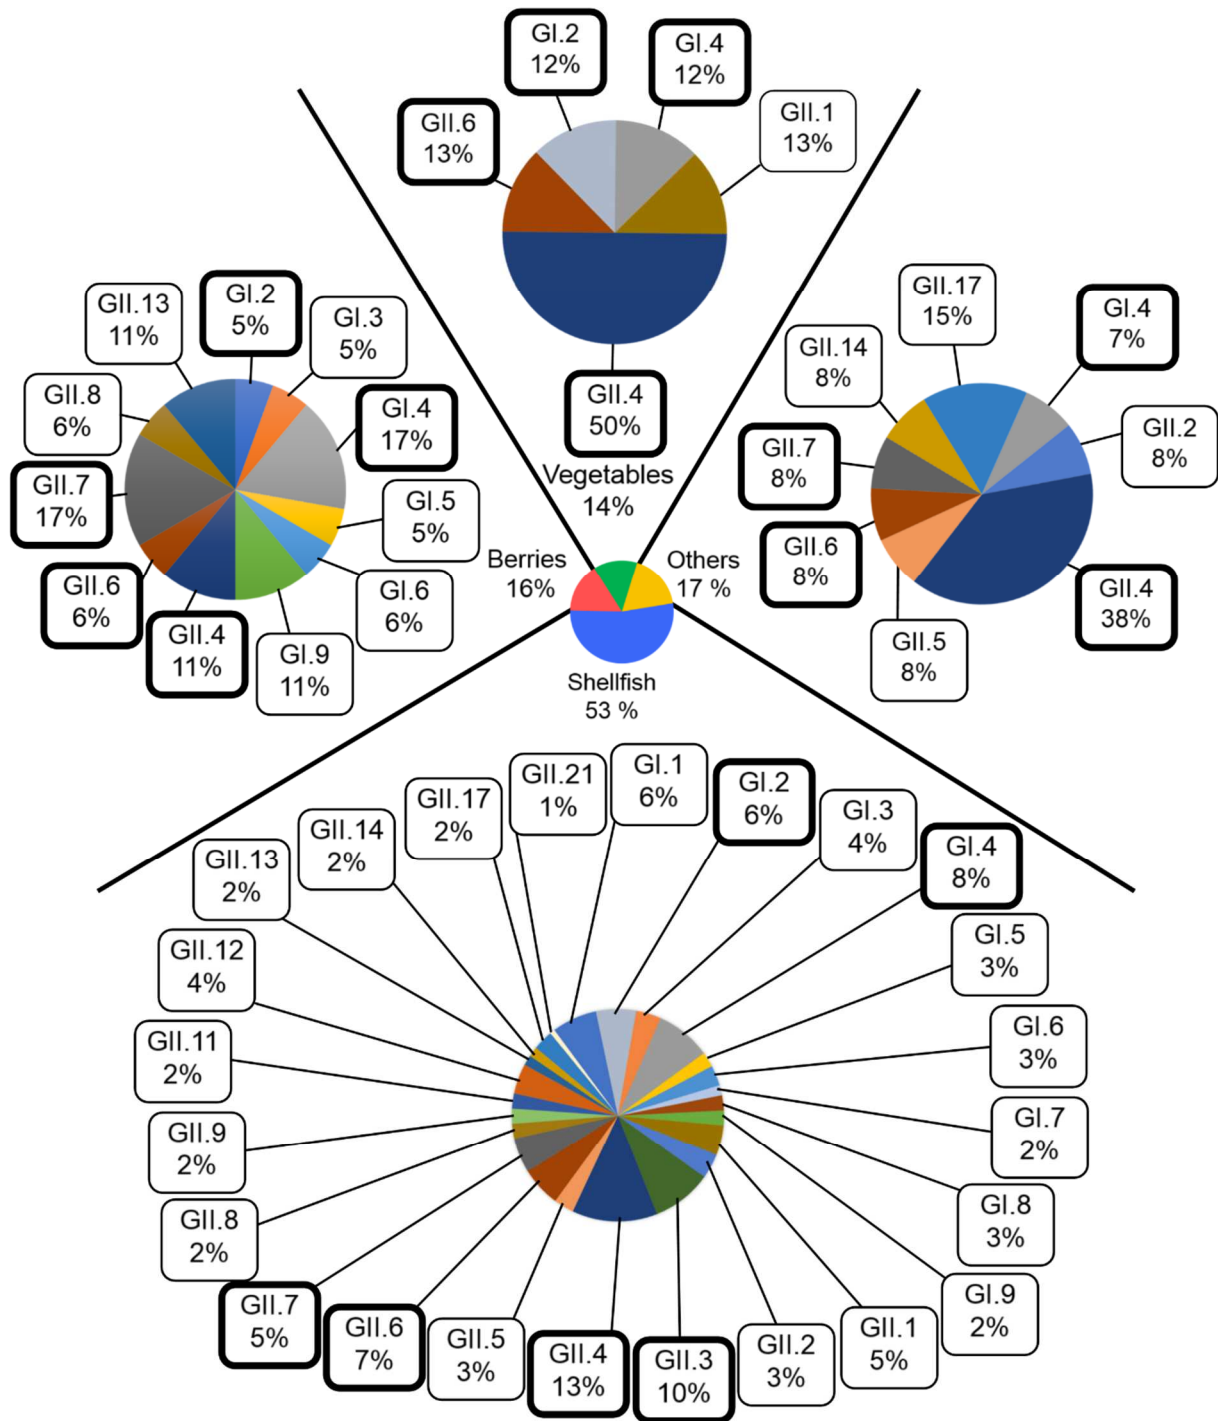 GI.2
12%
GI.4
12%
GII.6
13%
GII.1
13%
GII.4
50%
Vegetables
14%
GII.13
11%
GI.2
5%
GI.3
5%
GII.8
6%
GI.4
17%
GII.7
17%
GI.5
5%
GII.6
6%
GI.6
6%
GII.4
11%
GI.9
11%
GII.17
15%
GI.4
7%
GII.14
8%
GII.2
8%
GII.7
8%
GII.6
8%
GII.4
38%
GII.5
8%
Berries
16%
Others
17 %
Shellfish
53 %
GII.21
1%
GI.1
6%
GI.2
6%
GI.3
4%
GI.4
8%
GI.5
3%
GI.6
3%
GI.7
2%
GI.8
3%
GI.9
2%
GII.1
5%
GII.2
3%
GII.3
10%
GII.4
13%
GII.5
3%
GII.6
7%
GII.7
5%
GII.8
2%
GII.9
2%
GII.11
2%
GII.12
4%
GII.13
2%
GII.14
2%
GII.17
2%